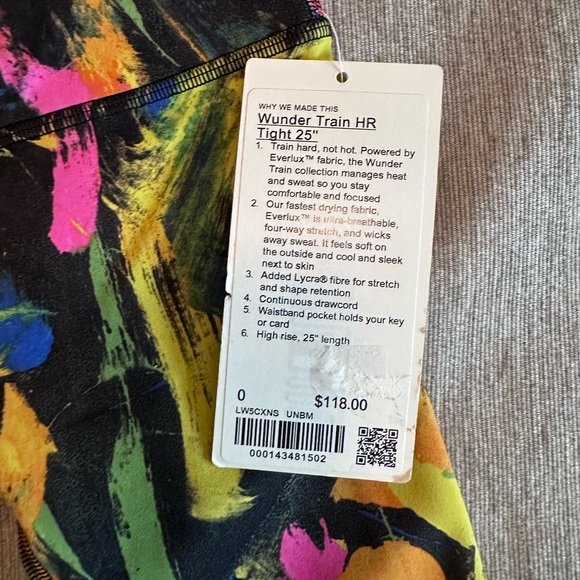 WHY WE MADE THIS
Wunder Train HR
Tight 25"
1. Train hard, not hot. Powered by
Everlux™ fabric, the Wunder
Train collection manages heat
and sweat so you stay
comfortable and focused
2. Our fastest drying fabric,
Everlux™ is ultra-breathable,
four-way stretch, and wicks
away sweat. It feels soft on
the outside and cool and sleek
next to skin
3. Added Lycra® fibre for stretch
and shape retention
4. Continuous drawcord
5. Waistband pocket holds your key
or card
6. High rise, 25" length
0 $118.00
LW5CXNS UNBM
000143481502